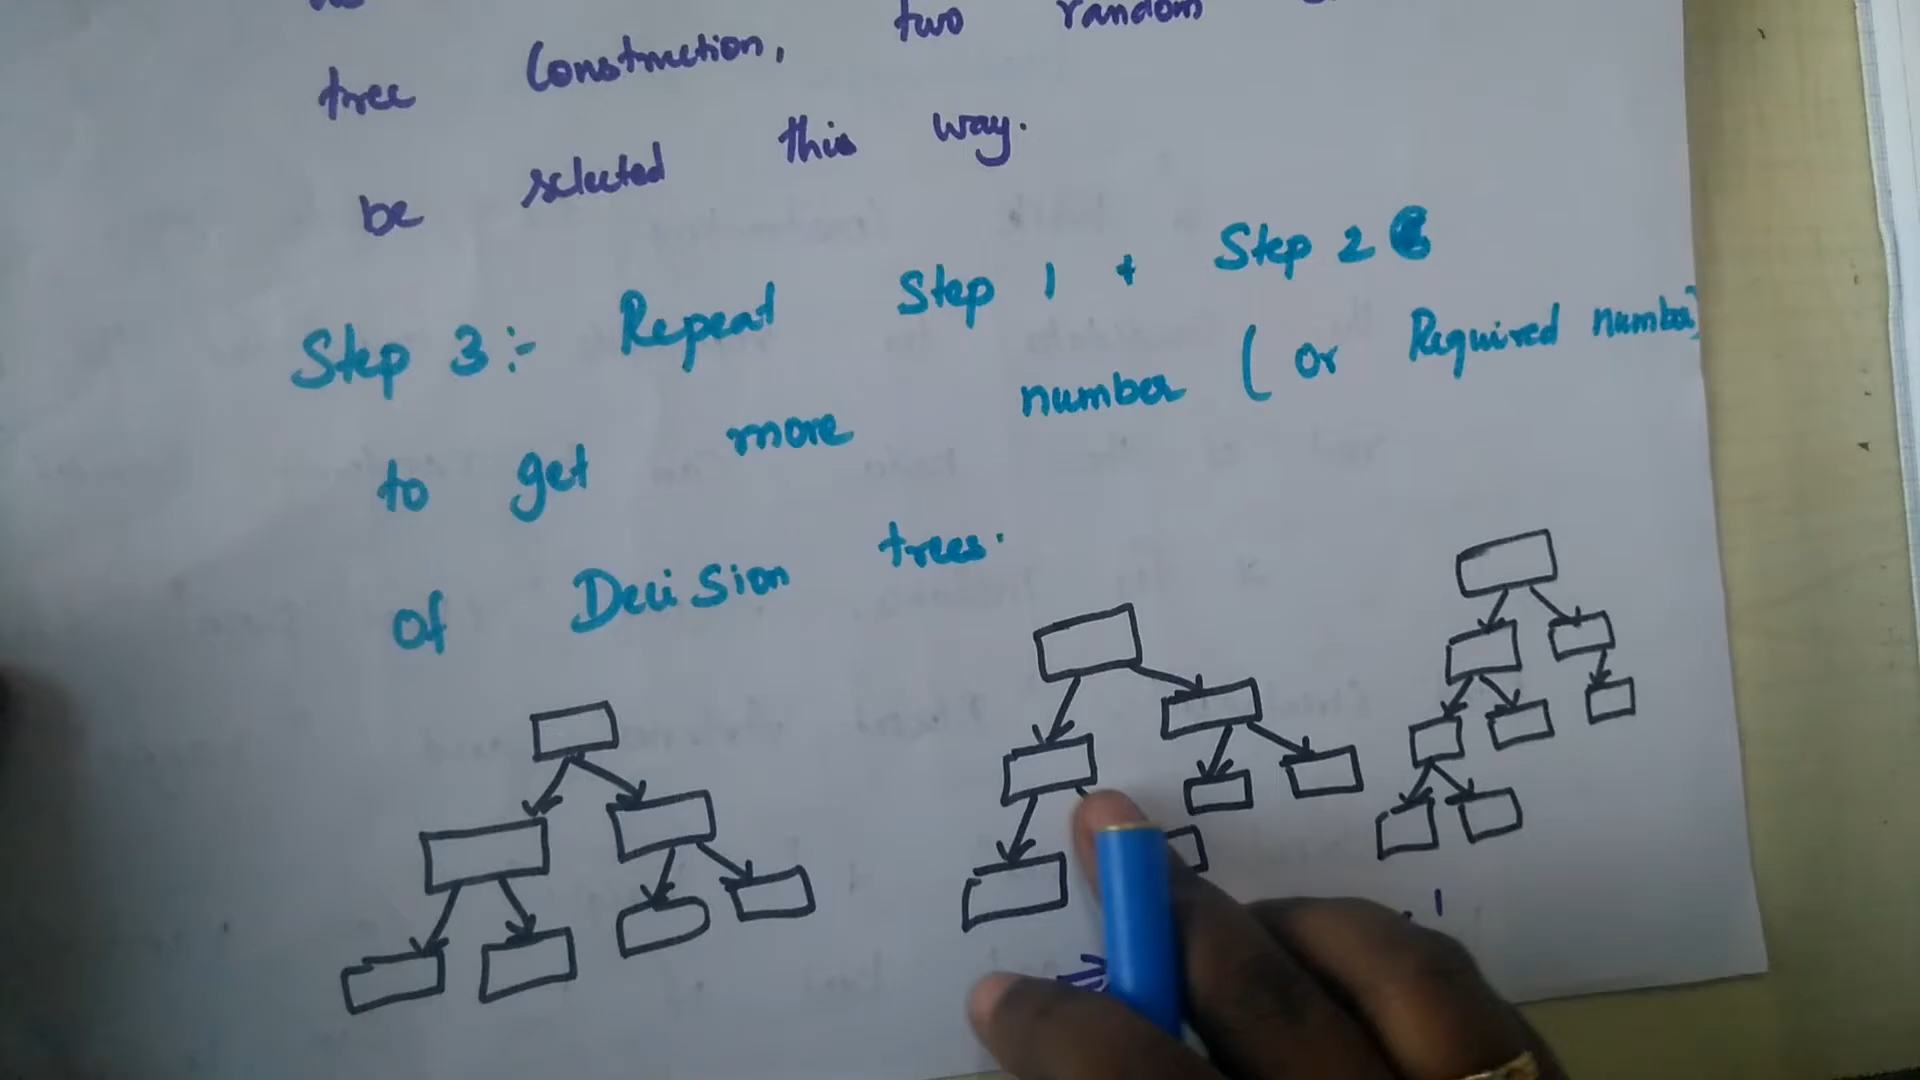 tree Construction, two random
be selected this way.
Step 3:- Repeat Step 1 + Step 2
to get more number ( or Required number)
of Decision trees.